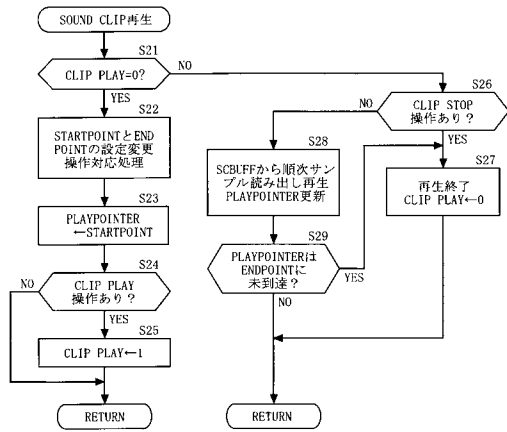 SOUND CLIP再生
S21
CLIP PLAY=0?
NO
YES
S22
STARTPOINTとEND
POINTの設定変更
操作対応処理
S23
PLAYPOINTER
←STARTPOINT
S24
NO
CLIP PLAY
操作あり?
YES
S25
CLIP PLAY←1
RETURN
S26
NO
CLIP STOP
操作あり?
YES
S28
SCBUFFから順次サン
プル読み出し再生
PLAYPOINTER更新
S27
再生終了
CLIP PLAY←0
S29
PLAYPOINTERは
ENDPOINTに
未到達?
YES
NO
RETURN